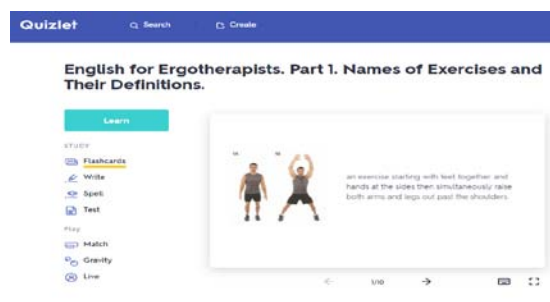 Quizlet
Search
Create
English for Ergotherapists. Part 1. Names of Exercises and
Their Definitions.
Learn
STUDY
Flashcards
Write
Spell
Test
Play
Match
Gravity
Live
an exercise starting with feet together and
hands at the sides then simultaneously raise
both arms and legs out past the shoulders.
1/10